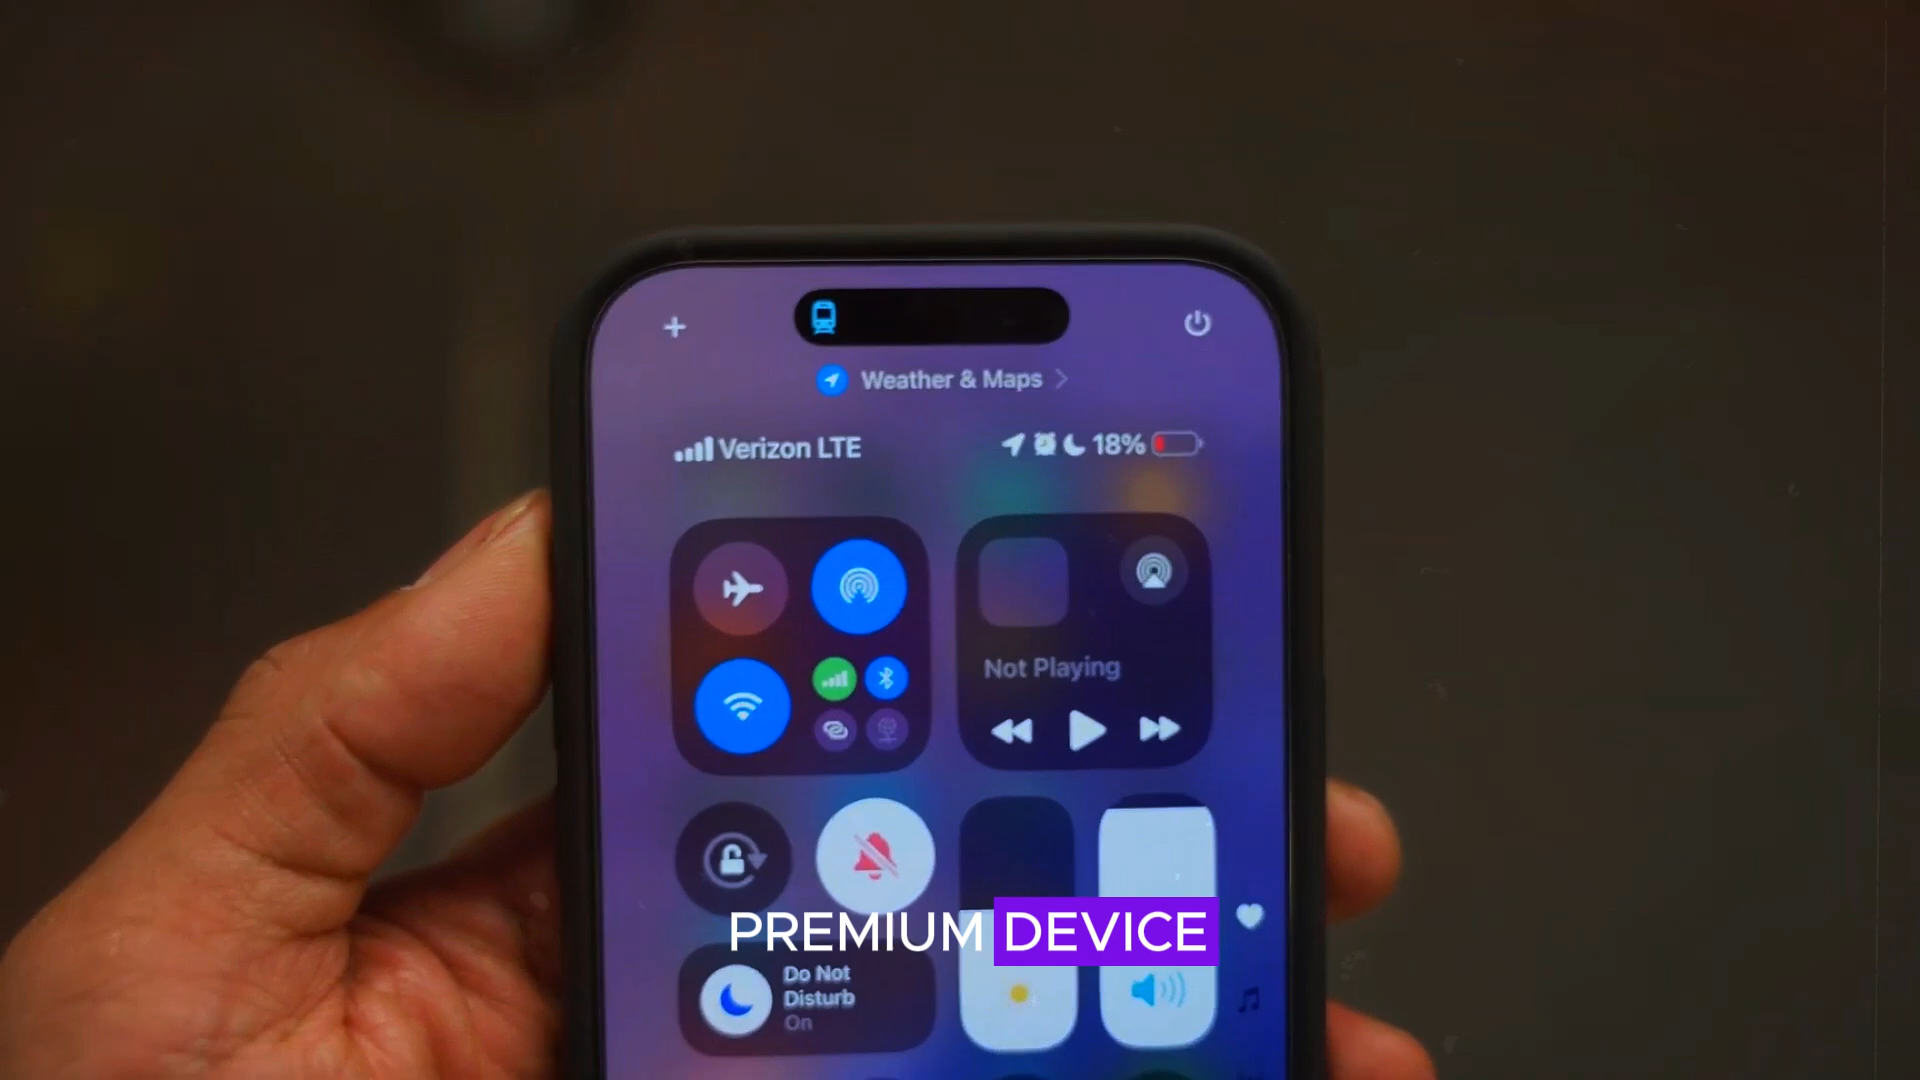 Weather & Maps
Verizon LTE
18%
Not Playing
PREMIUM DEVICE
Do Not
Disturb
On